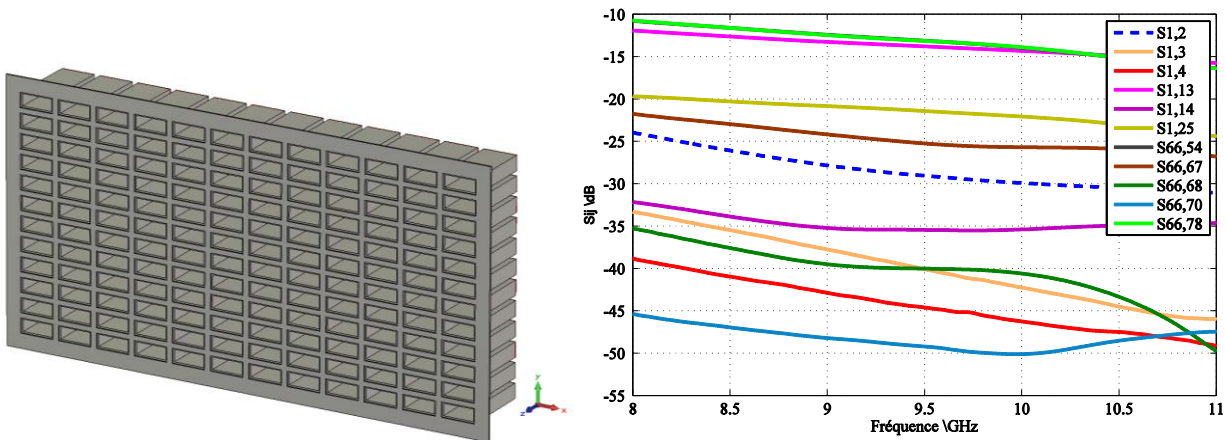 y
z
x
-10
-15
-20
-25
-30
-35
-40
-45
-50
-55
Sij \dB
8
8.5
9
9.5
10
10.5
11
Fréquence \GHz
S1,2
S1,3
S1,4
S1,13
S1,14
S1,25
S66,54
S66,67
S66,68
S66,70
S66,78